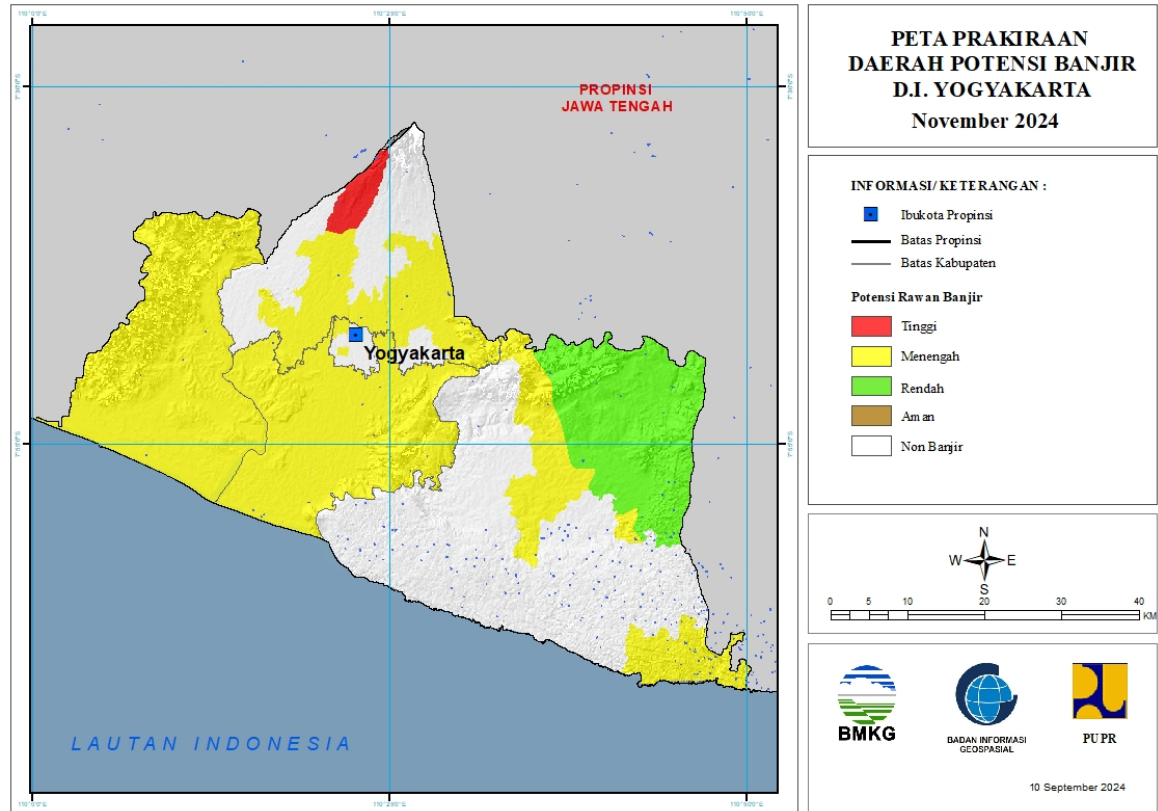 PETA PRAKIRAAN
DAERAH POTENSI BANJIR
D.I. YOGYAKARTA
November 2024
PROPINSI
JAWA TENGAH
Yogyakarta
LAUTAN INDONESIA
INFORMASI/ KETERANGAN :
Ibukota Propinsi
Batas Propinsi
Batas Kabupaten
Potensi Rawan Banjir
Tinggi
Menengah
Rendah
Aman
Non Banjir
N
W E
S
0 5 10 20 30 40
KM
BMKG
BADAN INFORMASI
GEOSPASIAL
PUPR
10 September 2024